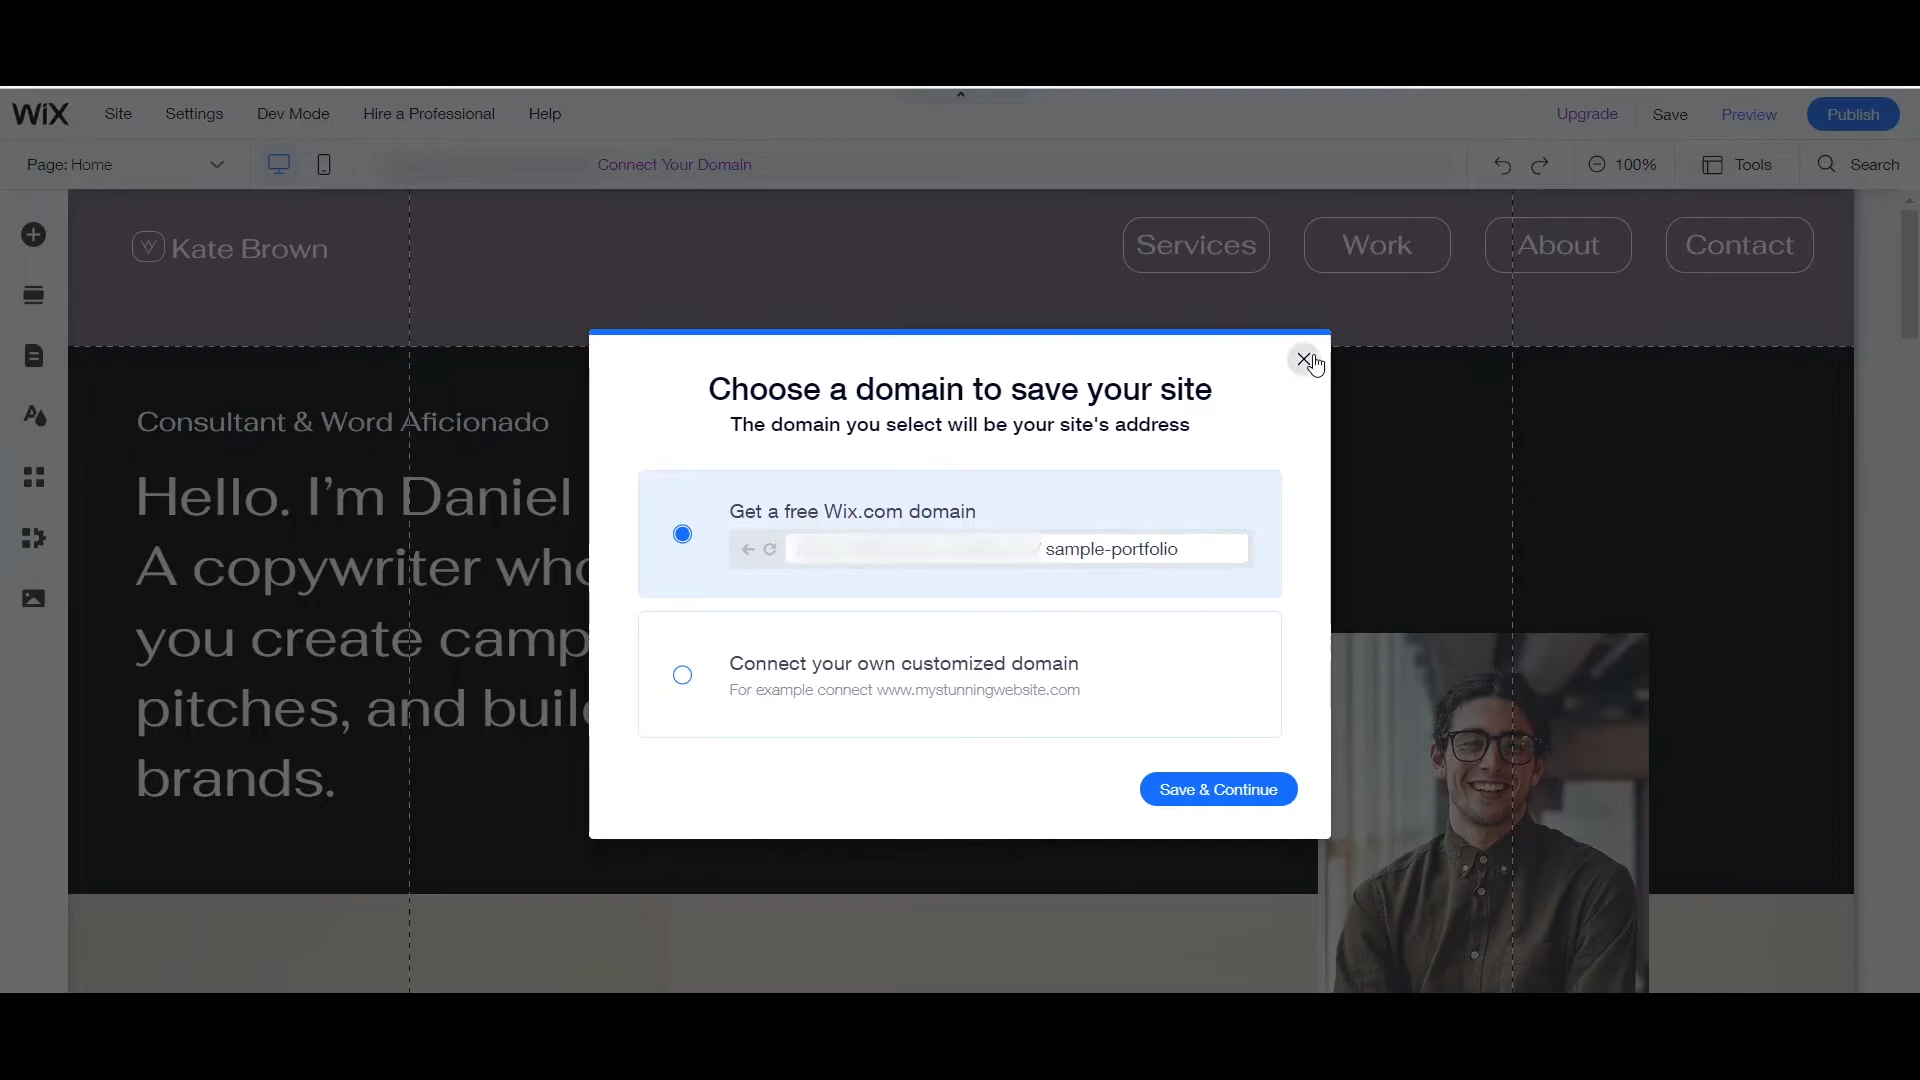 WiX Site Settings Dev Mode Hire a Professional Help Upgrade Save Preview Publish
Page: Home Connect Your Domain 100% Tools Search
Kate Brown Services Work About Contact
Choose a domain to save your site
The domain you select will be your site's address
Consultant & Word Aficionado
Hello. I'm Daniel
A copywriter who
you create camp
pitches, and build
brands.
Get a free Wix.com domain
/ sample-portfolio
Connect your own customized domain
For example connect www.mystunningwebsite.com
Save & Continue